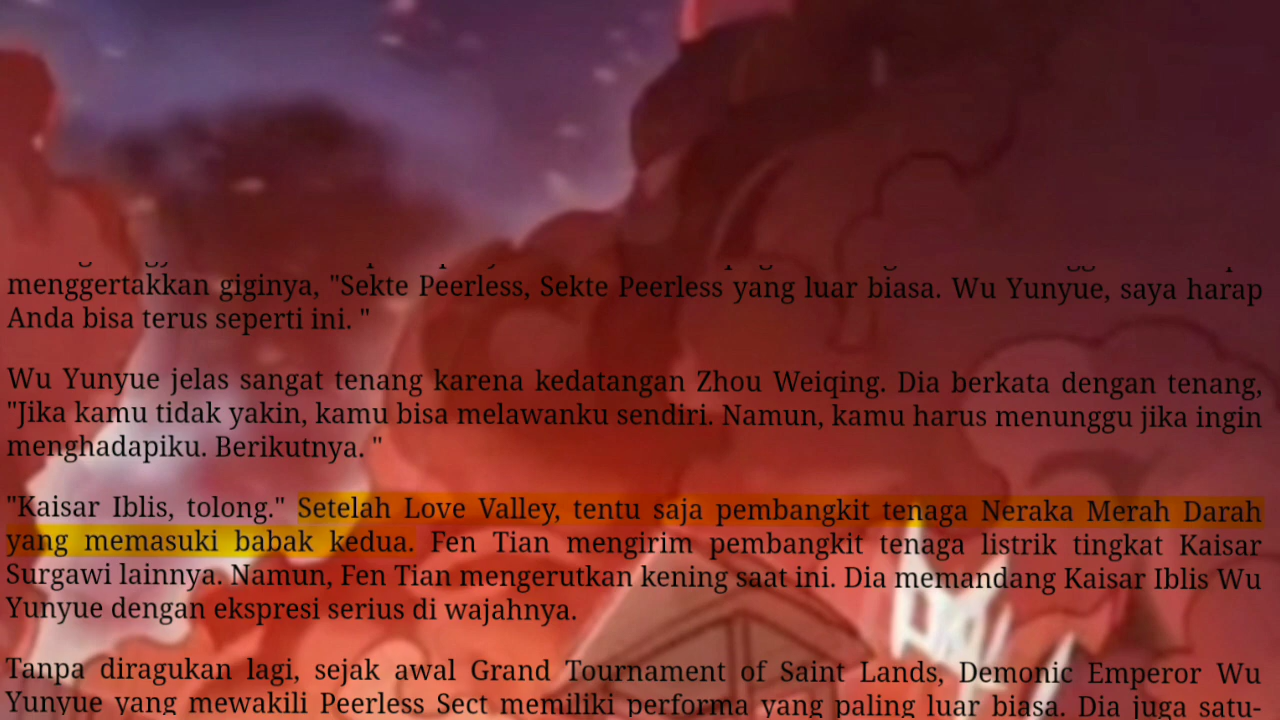 menggertakkan giginya, "Sekte Peerless, Sekte Peerless yang luar biasa. Wu Yunyue, saya harap
Anda bisa terus seperti ini. "
Wu Yunyue jelas sangat tenang karena kedatangan Zhou Weiqing. Dia berkata dengan tenang,
"Jika kamu tidak yakin, kamu bisa melawanku sendiri. Namun, kamu harus menunggu jika ingin
menghadapiku. Berikutnya. "
"Kaisar Iblis, tolong." Setelah Love Valley, tentu saja pembangkit tenaga Neraka Merah Darah
yang memasuki babak kedua. Fen Tian mengirim pembangkit tenaga listrik tingkat Kaisar
Surgawi lainnya. Namun, Fen Tian mengerutkan kening saat ini. Dia memandang Kaisar Iblis Wu
Yunyue dengan ekspresi serius di wajahnya.
Tanpa diragukan lagi, sejak awal Grand Tournament of Saint Lands, Demonic Emperor Wu
Yunyue yang mewakili Peerless Sect memiliki performa yang paling luar biasa. Dia juga satu-